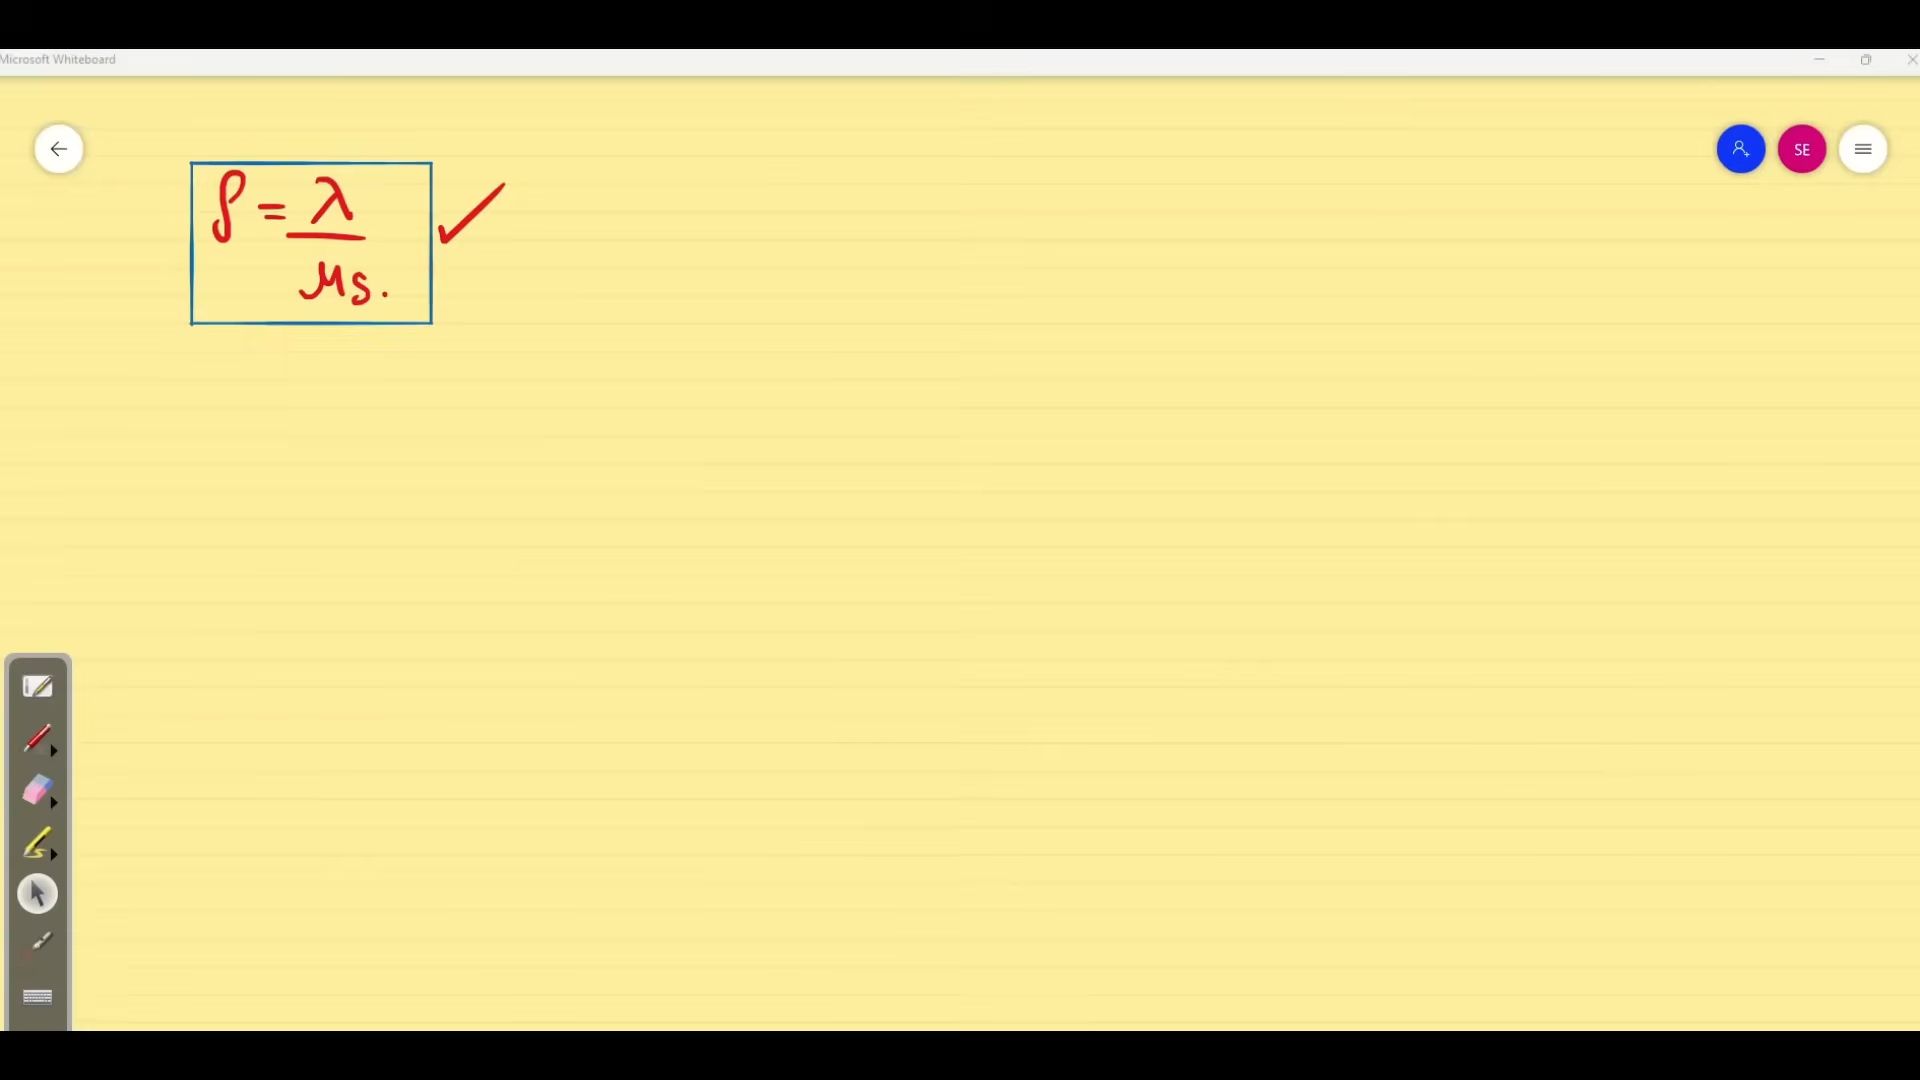 Microsoft Whiteboard
SE
ρ = λ
μs.